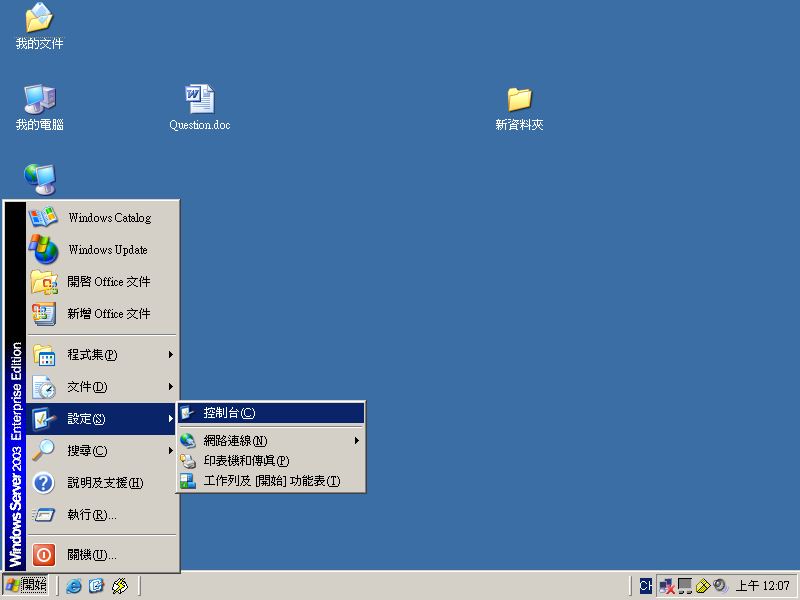 我的文件
我的電腦
Question.doc
新資料夾
Windows Catalog
Windows Update
開啓 Office 文件
新增 Office 文件
程式集(P)
文件(D)
設定(S)
搜尋(C)
說明及支援(H)
執行(R)...
關機(U)...
Windows Server 2003 Enterprise Edition
控制台(C)
網路連線(N)
印表機和傳真(P)
工作列及 [開始] 功能表(T)
開始
CH
上午 12:07